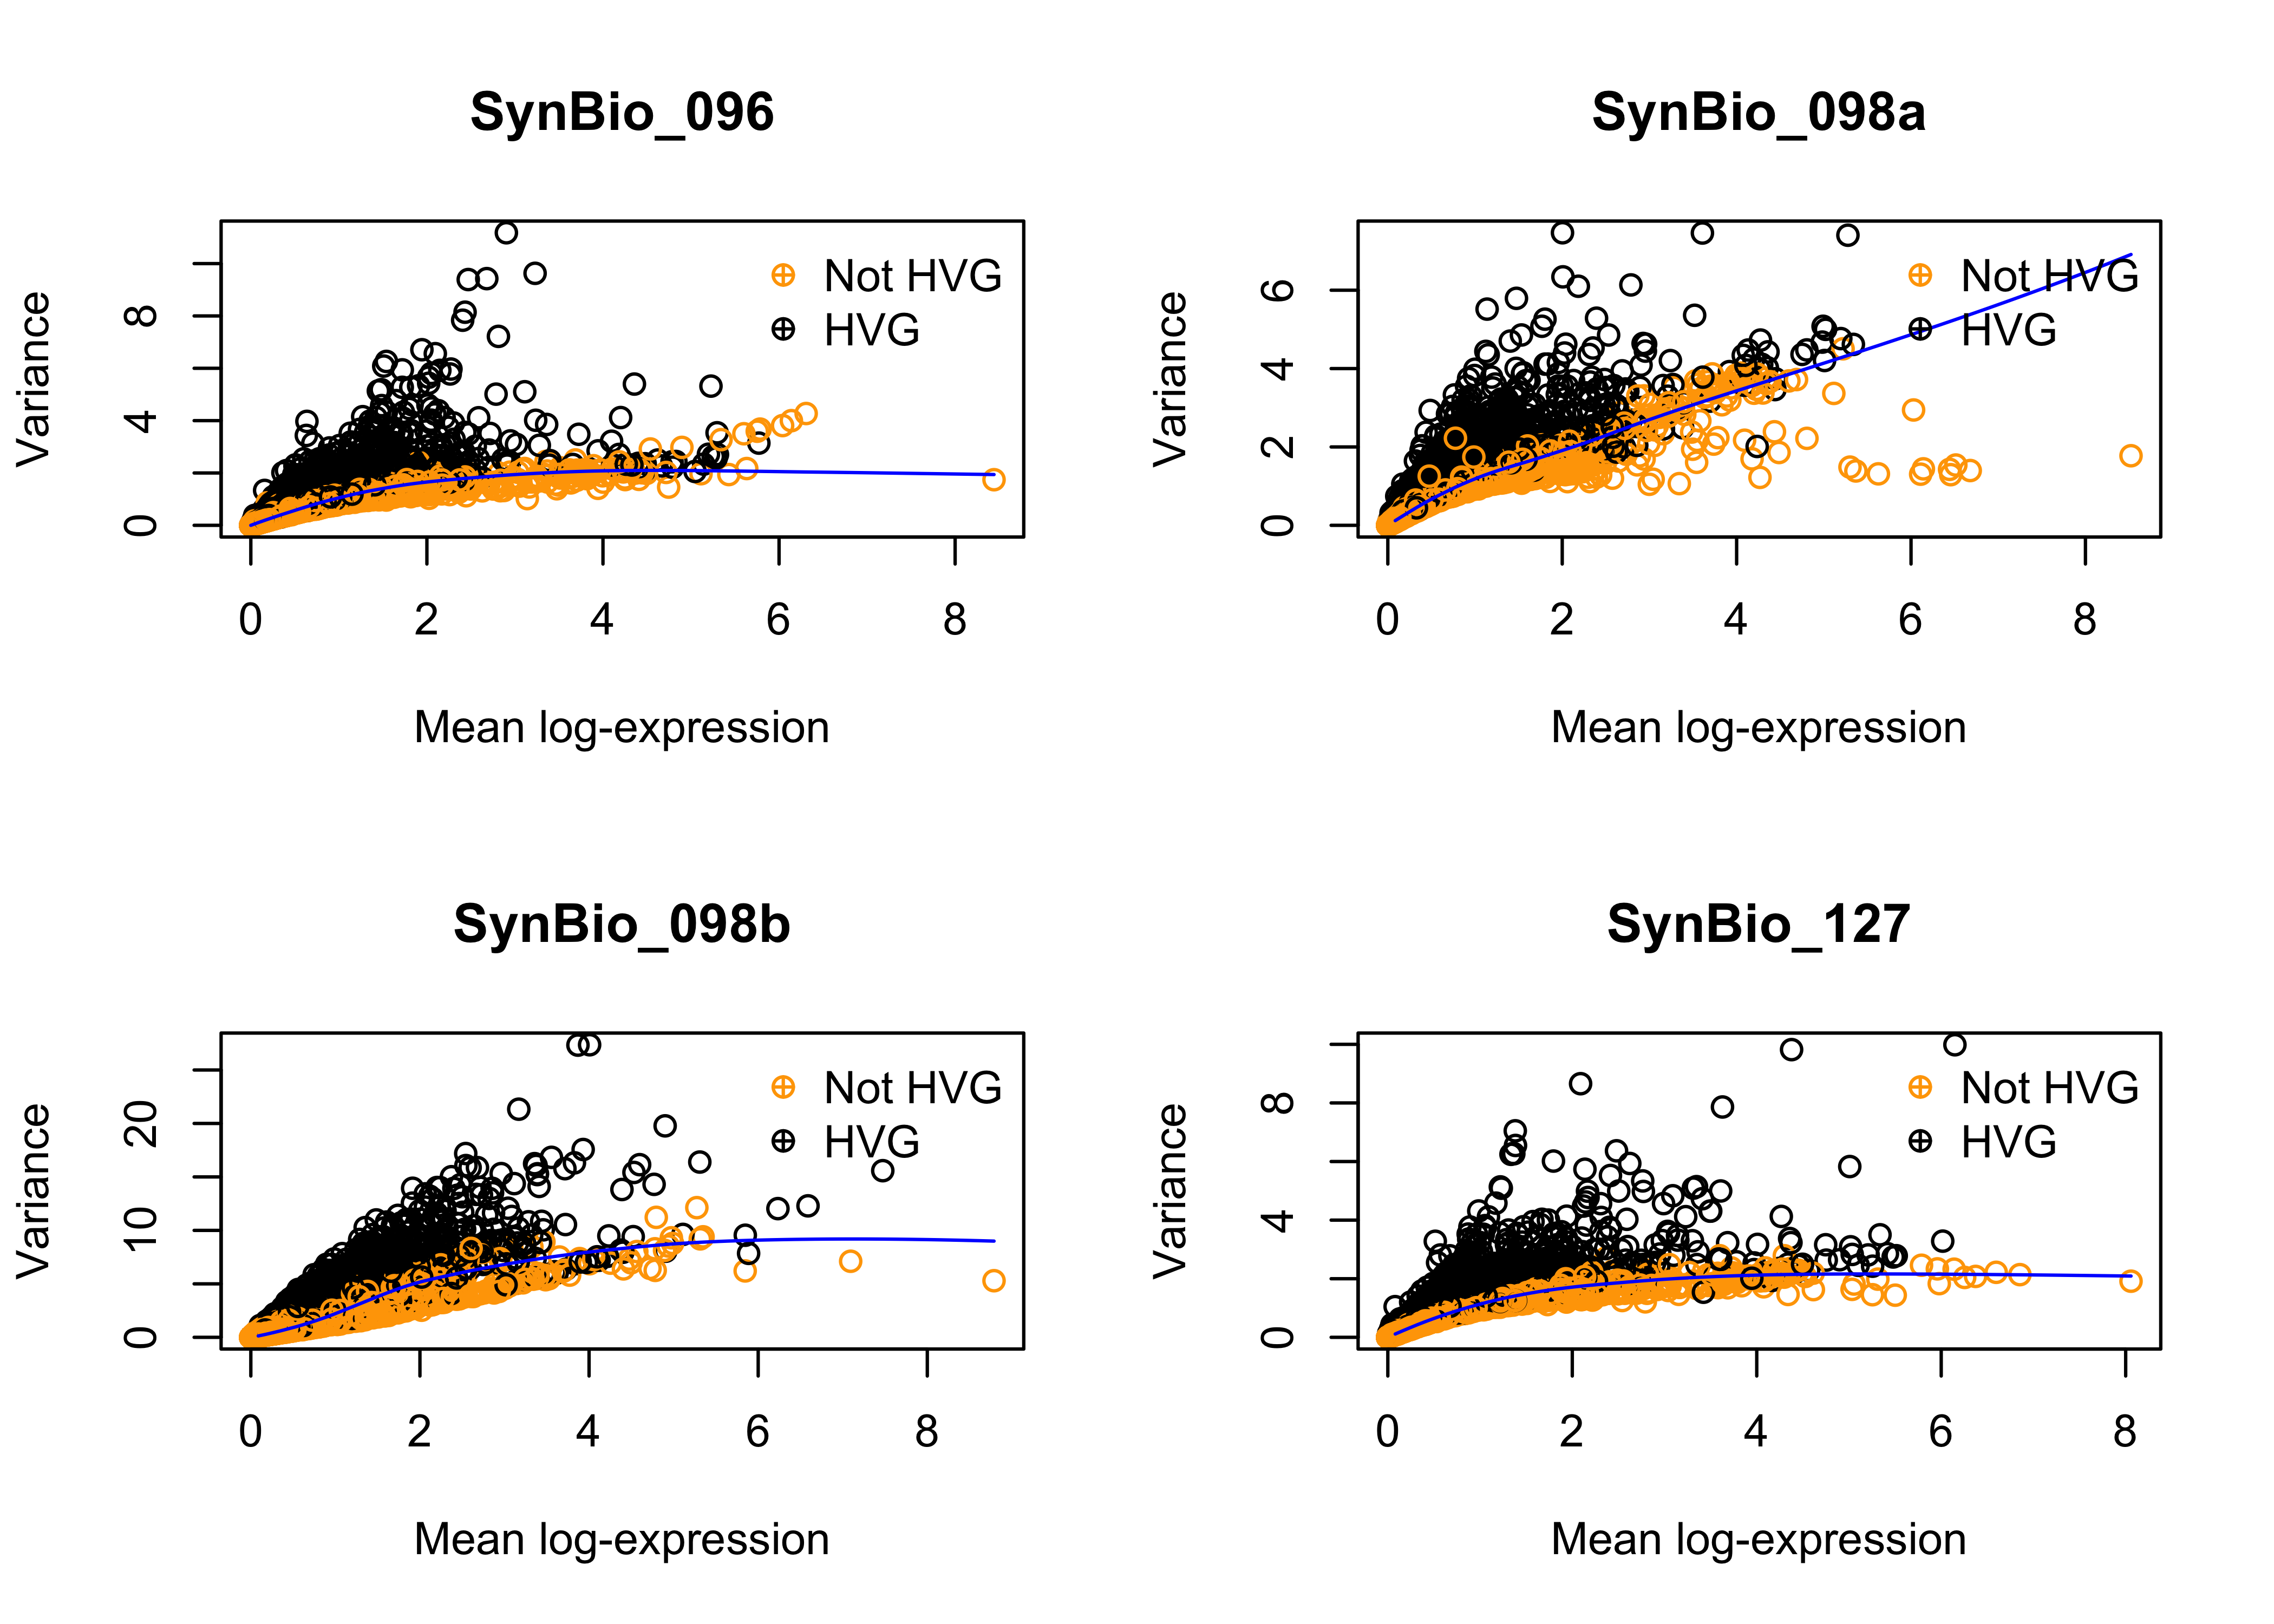 SynBio_096
Variance
0 4 8
0 2 4 6 8
Mean log-expression
Not HVG
HVG
SynBio_098a
Variance
0 2 4 6
0 2 4 6 8
Mean log-expression
Not HVG
HVG
SynBio_098b
Variance
0 10 20
0 2 4 6 8
Mean log-expression
Not HVG
HVG
SynBio_127
Variance
0 4 8
0 2 4 6 8
Mean log-expression
Not HVG
HVG